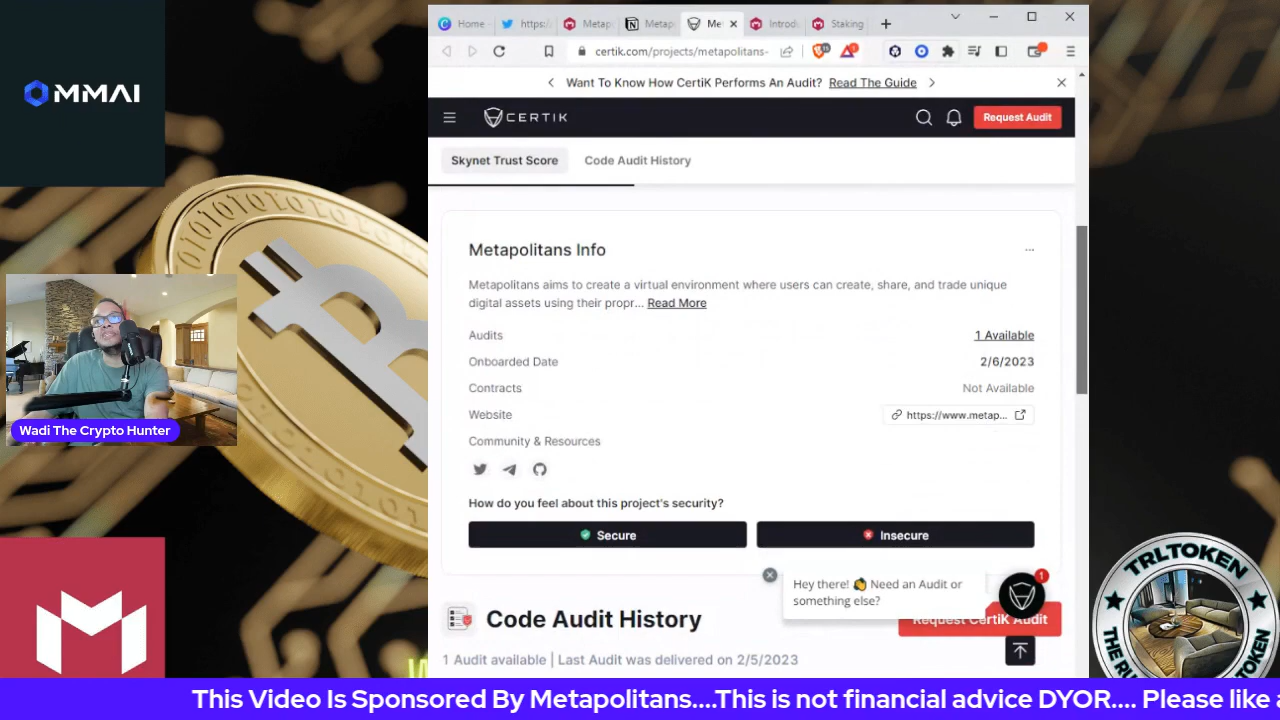 MMAI
Home
https:/
Metap
Metap
Me
Introdu
Staking
certik.com/projects/metapolitans-
Want To Know How CertiK Performs An Audit? Read The Guide
CERTIK
Request Audit
Skynet Trust Score
Code Audit History
Metapolitans Info
Metapolitans aims to create a virtual environment where users can create, share, and trade unique
digital assets using their propr... Read More
Audits
1 Available
Onboarded Date
2/6/2023
Contracts
Not Available
Website
https://www.metap...
Community & Resources
How do you feel about this project's security?
Secure
Insecure
Hey there! Need an Audit or
something else?
1
Code Audit History
Request CertiK Audit
1 Audit available | Last Audit was delivered on 2/5/2023
Wadi The Crypto Hunter
TRLTOKEN
This Video Is Sponsored By Metapolitans....This is not financial advice DYOR.... Please like